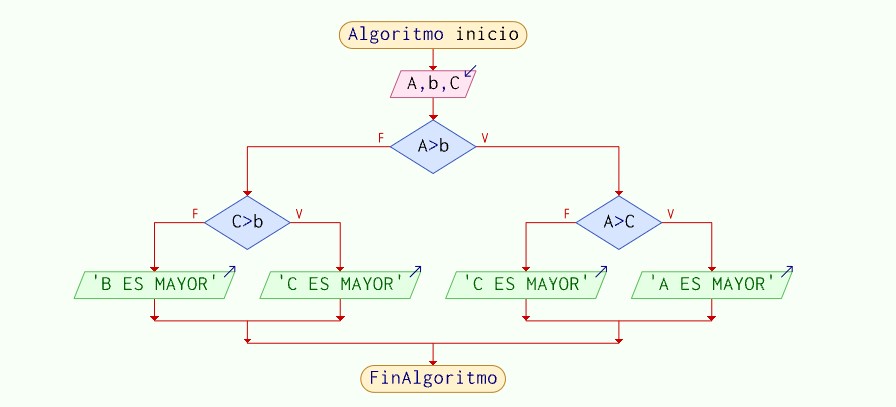 Algoritmo inicio
A,b,C
F
A>b
V
F
C>b
V
F
A>C
V
'B ES MAYOR'
'C ES MAYOR'
'C ES MAYOR'
'A ES MAYOR'
FinAlgoritmo